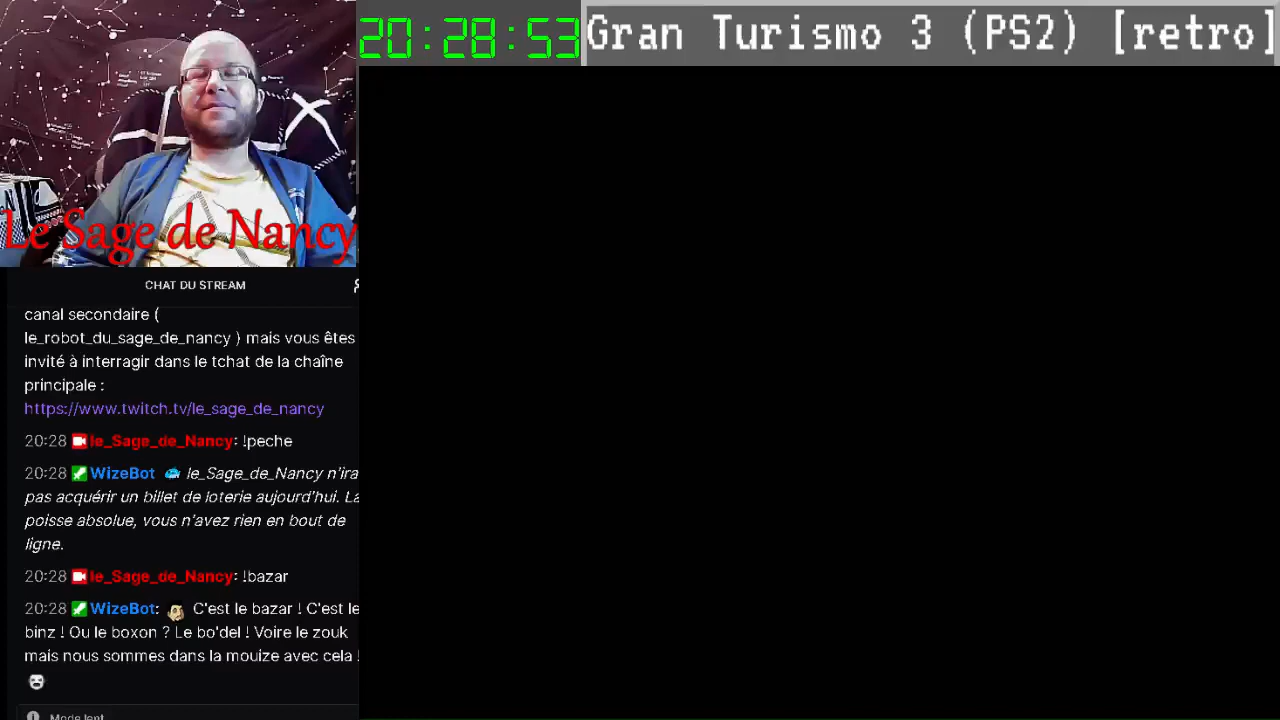 20:28:53
Gran Turismo 3 (PS2) [retro]
Le Sage de Nancy
CHAT DU STREAM
canal secondaire (
le_robot_du_sage_de_nancy ) mais vous êtes
invité à interragir dans le tchat de la chaîne
principale :
https://www.twitch.tv/le_sage_de_nancy
20:28 le_Sage_de_Nancy: !peche
20:28 WizeBot le_Sage_de_Nancy n'ira
pas acquérir un billet de loterie aujourd'hui. La
poisse absolue, vous n'avez rien en bout de
ligne.
20:28 le_Sage_de_Nancy: !bazar
20:28 WizeBot: C'est le bazar ! C'est le
binz ! Ou le boxon ? Le bo'del ! Voire le zouk
mais nous sommes dans la mouize avec cela !
Mode lent